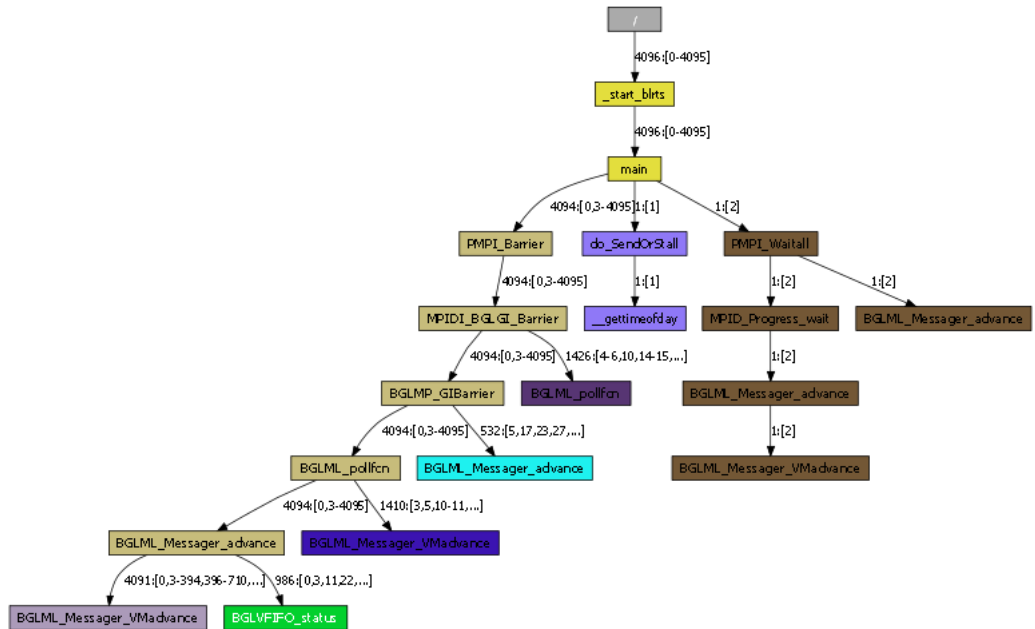 /
4096:[0-4095]
_start_blrts
4096:[0-4095]
main
4094:[0,3-4095]
1:[1]
1:[2]
PMPI_Barrier
do_SendOrStall
PMPI_Waitall
4094:[0,3-4095]
1:[1]
1:[2]
1:[2]
MPIDI_BGLGI_Barrier
__gettimeofday
MPID_Progress_wait
BGLML_Messager_advance
4094:[0,3-4095]
1426:[4-6,10,14-15,...]
1:[2]
BGLMP_GIBarrier
BGLML_pollfcn
BGLML_Messager_advance
4094:[0,3-4095]
532:[5,17,23,27,...]
1:[2]
BGLML_pollfcn
BGLML_Messager_advance
BGLML_Messager_VMadvance
4094:[0,3-4095]
1410:[3,5,10-11,...]
BGLML_Messager_advance
BGLML_Messager_VMadvance
4091:[0,3-394,396-710,...]
986:[0,3,11,22,...]
BGLML_Messager_VMadvance
BGLVFIFO_status